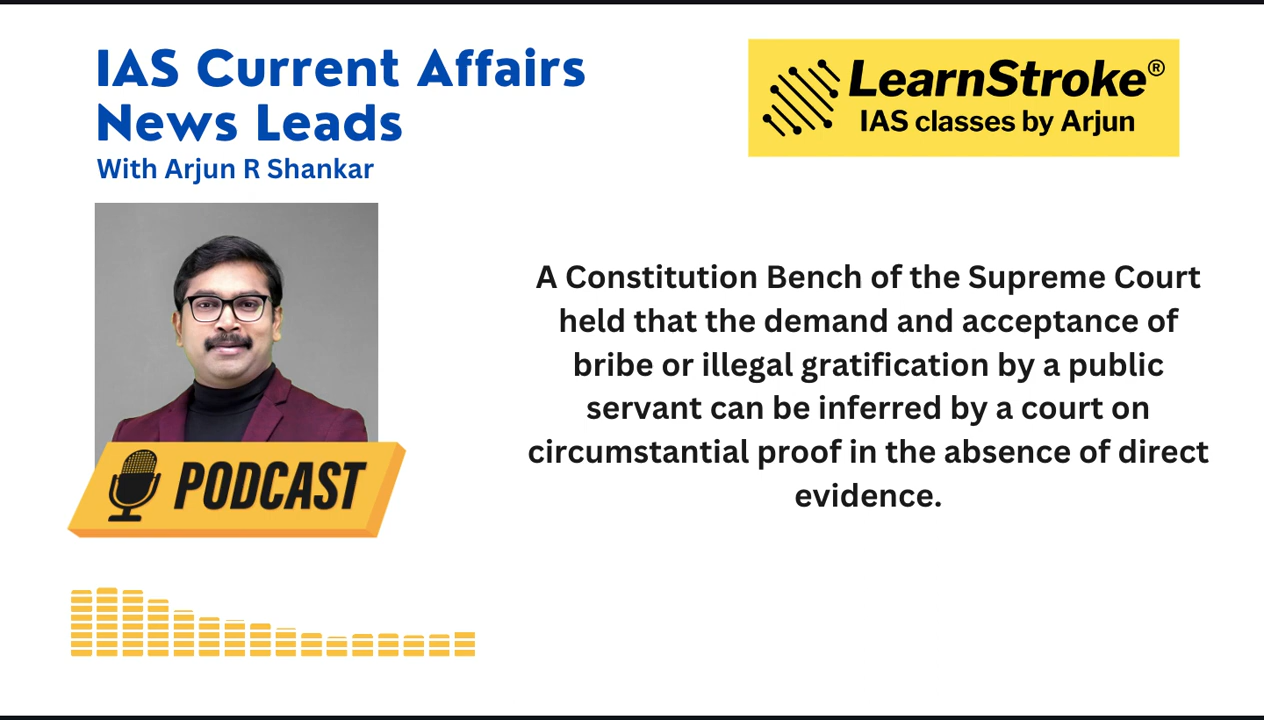 IAS Current Affairs
News Leads
With Arjun R Shankar
LearnStroke®
IAS classes by Arjun
A Constitution Bench of the Supreme Court
held that the demand and acceptance of
bribe or illegal gratification by a public
servant can be inferred by a court on
circumstantial proof in the absence of direct
evidence.
PODCAST